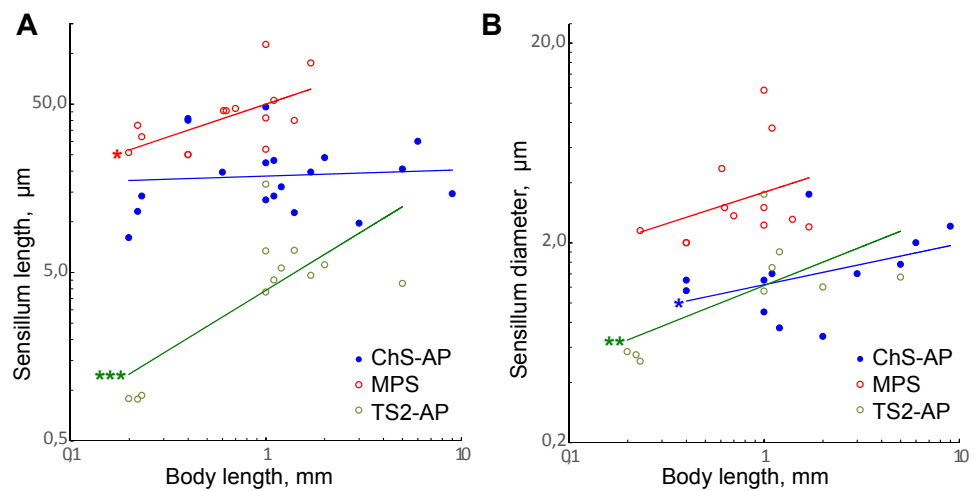 A
Sensillum length, μm
50,0
5,0
0,5
0,1
1
10
Body length, mm
*
***
ChS-AP
MPS
TS2-AP
B
Sensillum diameter, μm
20,0
2,0
0,2
0,1
1
10
Body length, mm
*
**
ChS-AP
MPS
TS2-AP